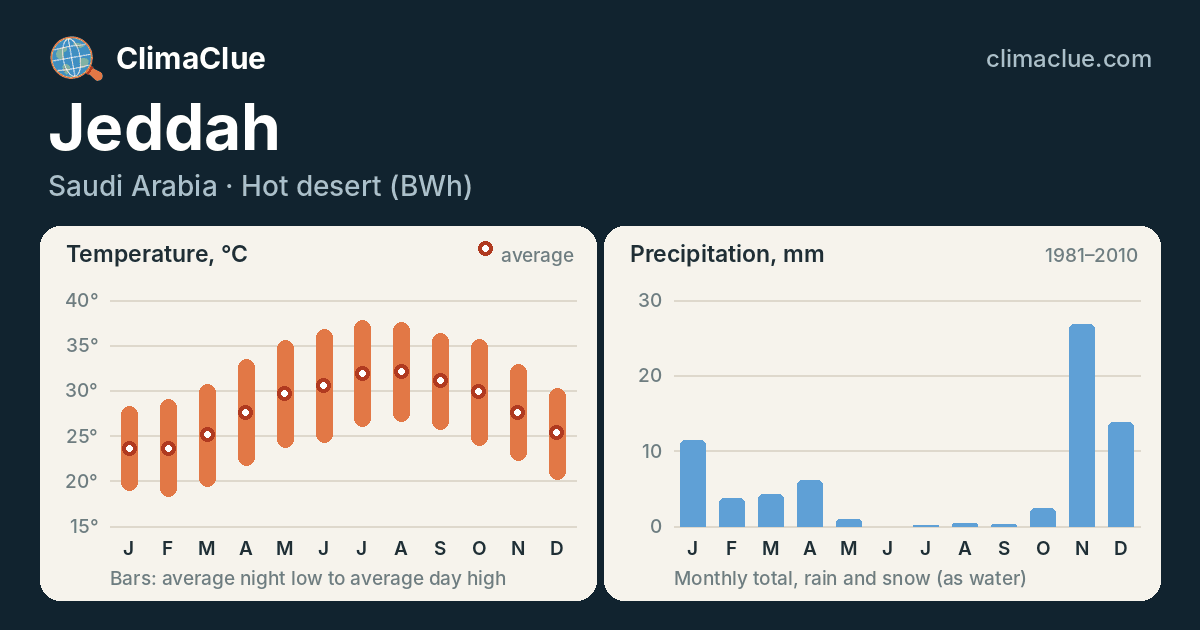 ClimaClue
climaclue.com
Jeddah
Saudi Arabia · Hot desert (BWh)
Temperature, °C
average
40°
35°
30°
25°
20°
15°
J F M A M J J A S O N D
Bars: average night low to average day high
Precipitation, mm
1981–2010
30
20
10
0
J F M A M J J A S O N D
Monthly total, rain and snow (as water)